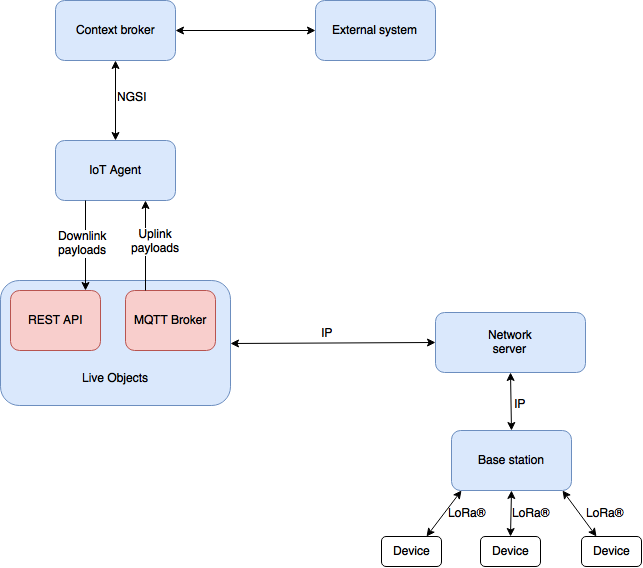 Context broker
External system
NGSI
IoT Agent
Downlink
payloads
Uplink
payloads
REST API
MQTT Broker
Live Objects
IP
Network
server
IP
Base station
LoRa®
LoRa®
LoRa®
Device
Device
Device